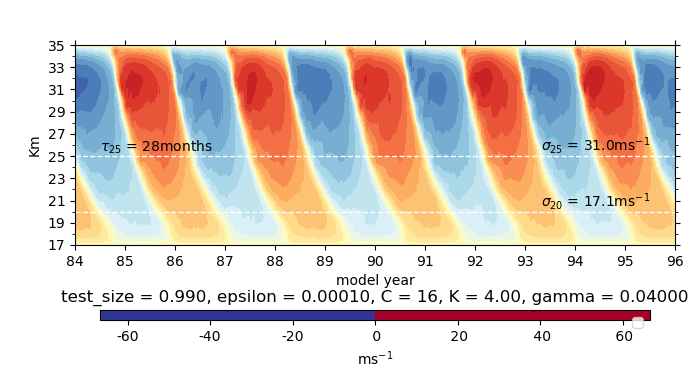 35
33
31
29
27
25
23
21
19
17
Km
τ25 = 28months
σ25 = 31.0ms⁻¹
σ20 = 17.1ms⁻¹
84 85 86 87 88 89 90 91 92 93 94 95 96
model year
test_size = 0.990, epsilon = 0.00010, C = 16, K = 4.00, gamma = 0.04000
-60 -40 -20 0 20 40 60
ms⁻¹